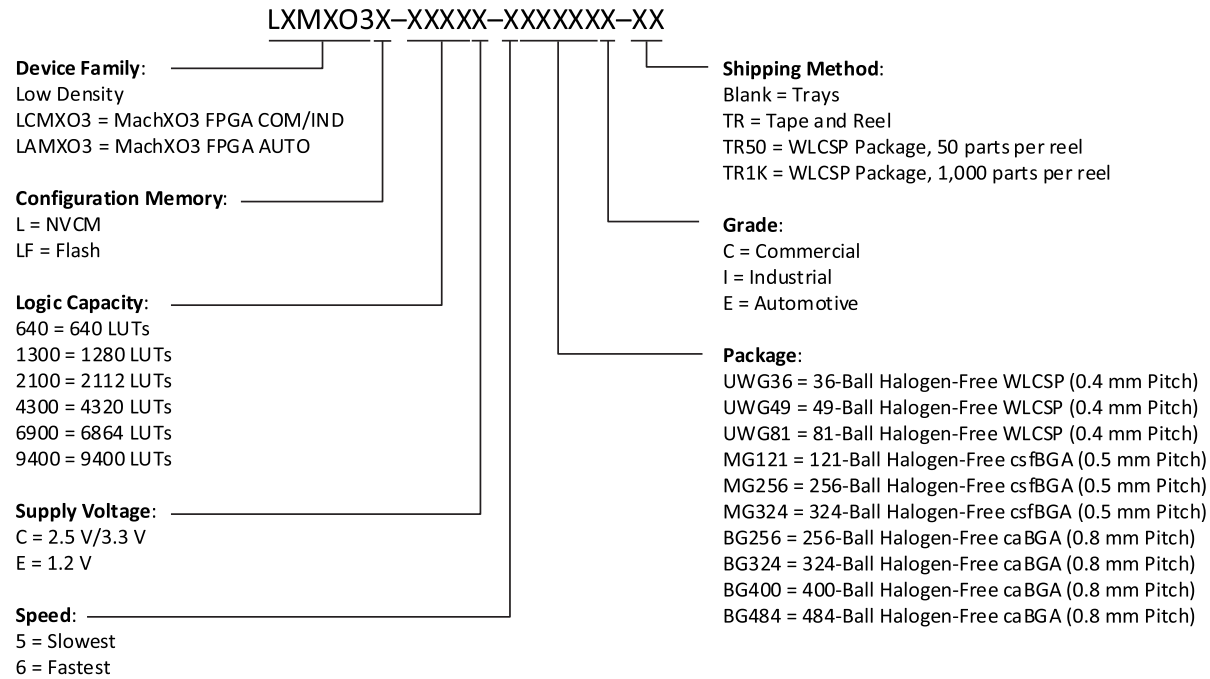 LXMXO3X–XXXXX–XXXXXXX–XX
Device Family:
Low Density
LCMXO3 = MachXO3 FPGA COM/IND
LAMXO3 = MachXO3 FPGA AUTO
Configuration Memory:
L = NVCM
LF = Flash
Logic Capacity:
640 = 640 LUTs
1300 = 1280 LUTs
2100 = 2112 LUTs
4300 = 4320 LUTs
6900 = 6864 LUTs
9400 = 9400 LUTs
Supply Voltage:
C = 2.5 V/3.3 V
E = 1.2 V
Speed:
5 = Slowest
6 = Fastest
Shipping Method:
Blank = Trays
TR = Tape and Reel
TR50 = WLCSP Package, 50 parts per reel
TR1K = WLCSP Package, 1,000 parts per reel
Grade:
C = Commercial
I = Industrial
E = Automotive
Package:
UWG36 = 36-Ball Halogen-Free WLCSP (0.4 mm Pitch)
UWG49 = 49-Ball Halogen-Free WLCSP (0.4 mm Pitch)
UWG81 = 81-Ball Halogen-Free WLCSP (0.4 mm Pitch)
MG121 = 121-Ball Halogen-Free csfBGA (0.5 mm Pitch)
MG256 = 256-Ball Halogen-Free csfBGA (0.5 mm Pitch)
MG324 = 324-Ball Halogen-Free csfBGA (0.5 mm Pitch)
BG256 = 256-Ball Halogen-Free caBGA (0.8 mm Pitch)
BG324 = 324-Ball Halogen-Free caBGA (0.8 mm Pitch)
BG400 = 400-Ball Halogen-Free caBGA (0.8 mm Pitch)
BG484 = 484-Ball Halogen-Free caBGA (0.8 mm Pitch)